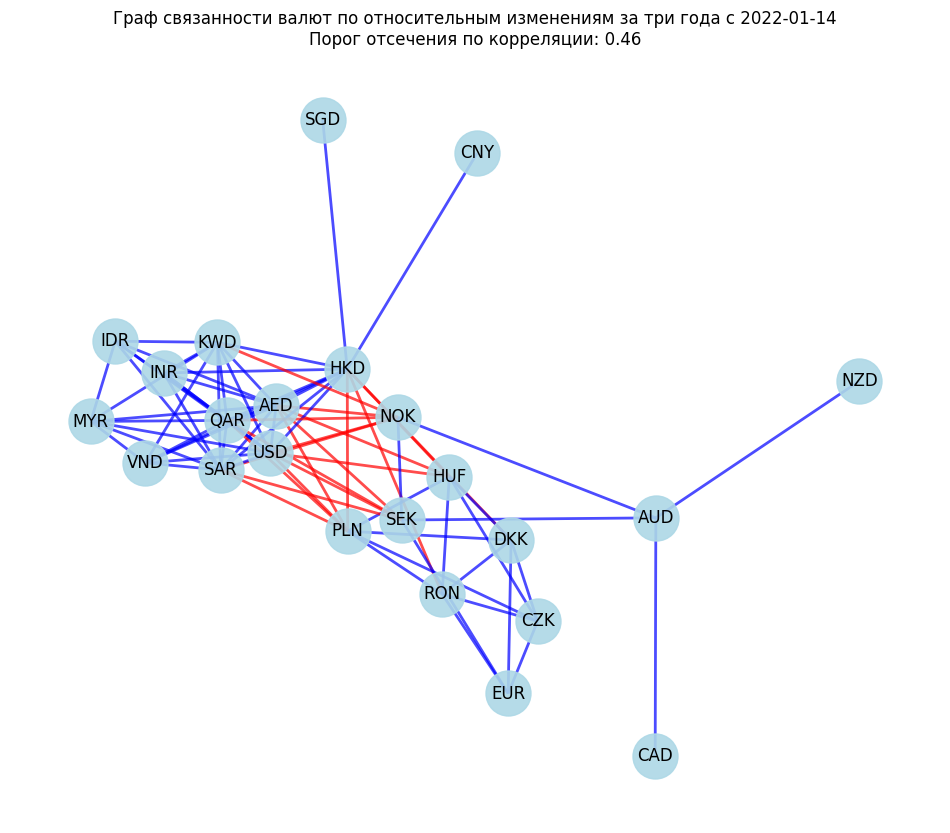 Граф связанности валют по относительным изменениям за три года с 2022-01-14
Порог отсечения по корреляции: 0.46
SGD
CNY
IDR
KWD
HKD
INR
NZD
AED
MYR
QAR
NOK
USD
VND
SAR
HUF
SEK
AUD
PLN
DKK
RON
CZK
EUR
CAD